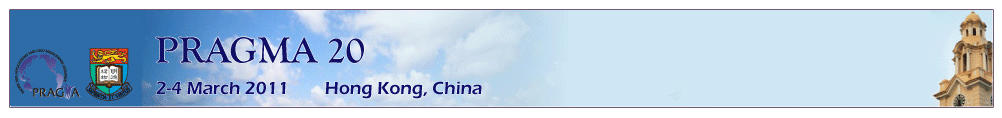 PRAGMA 20
2-4 March 2011 Hong Kong, China
PRAGMA